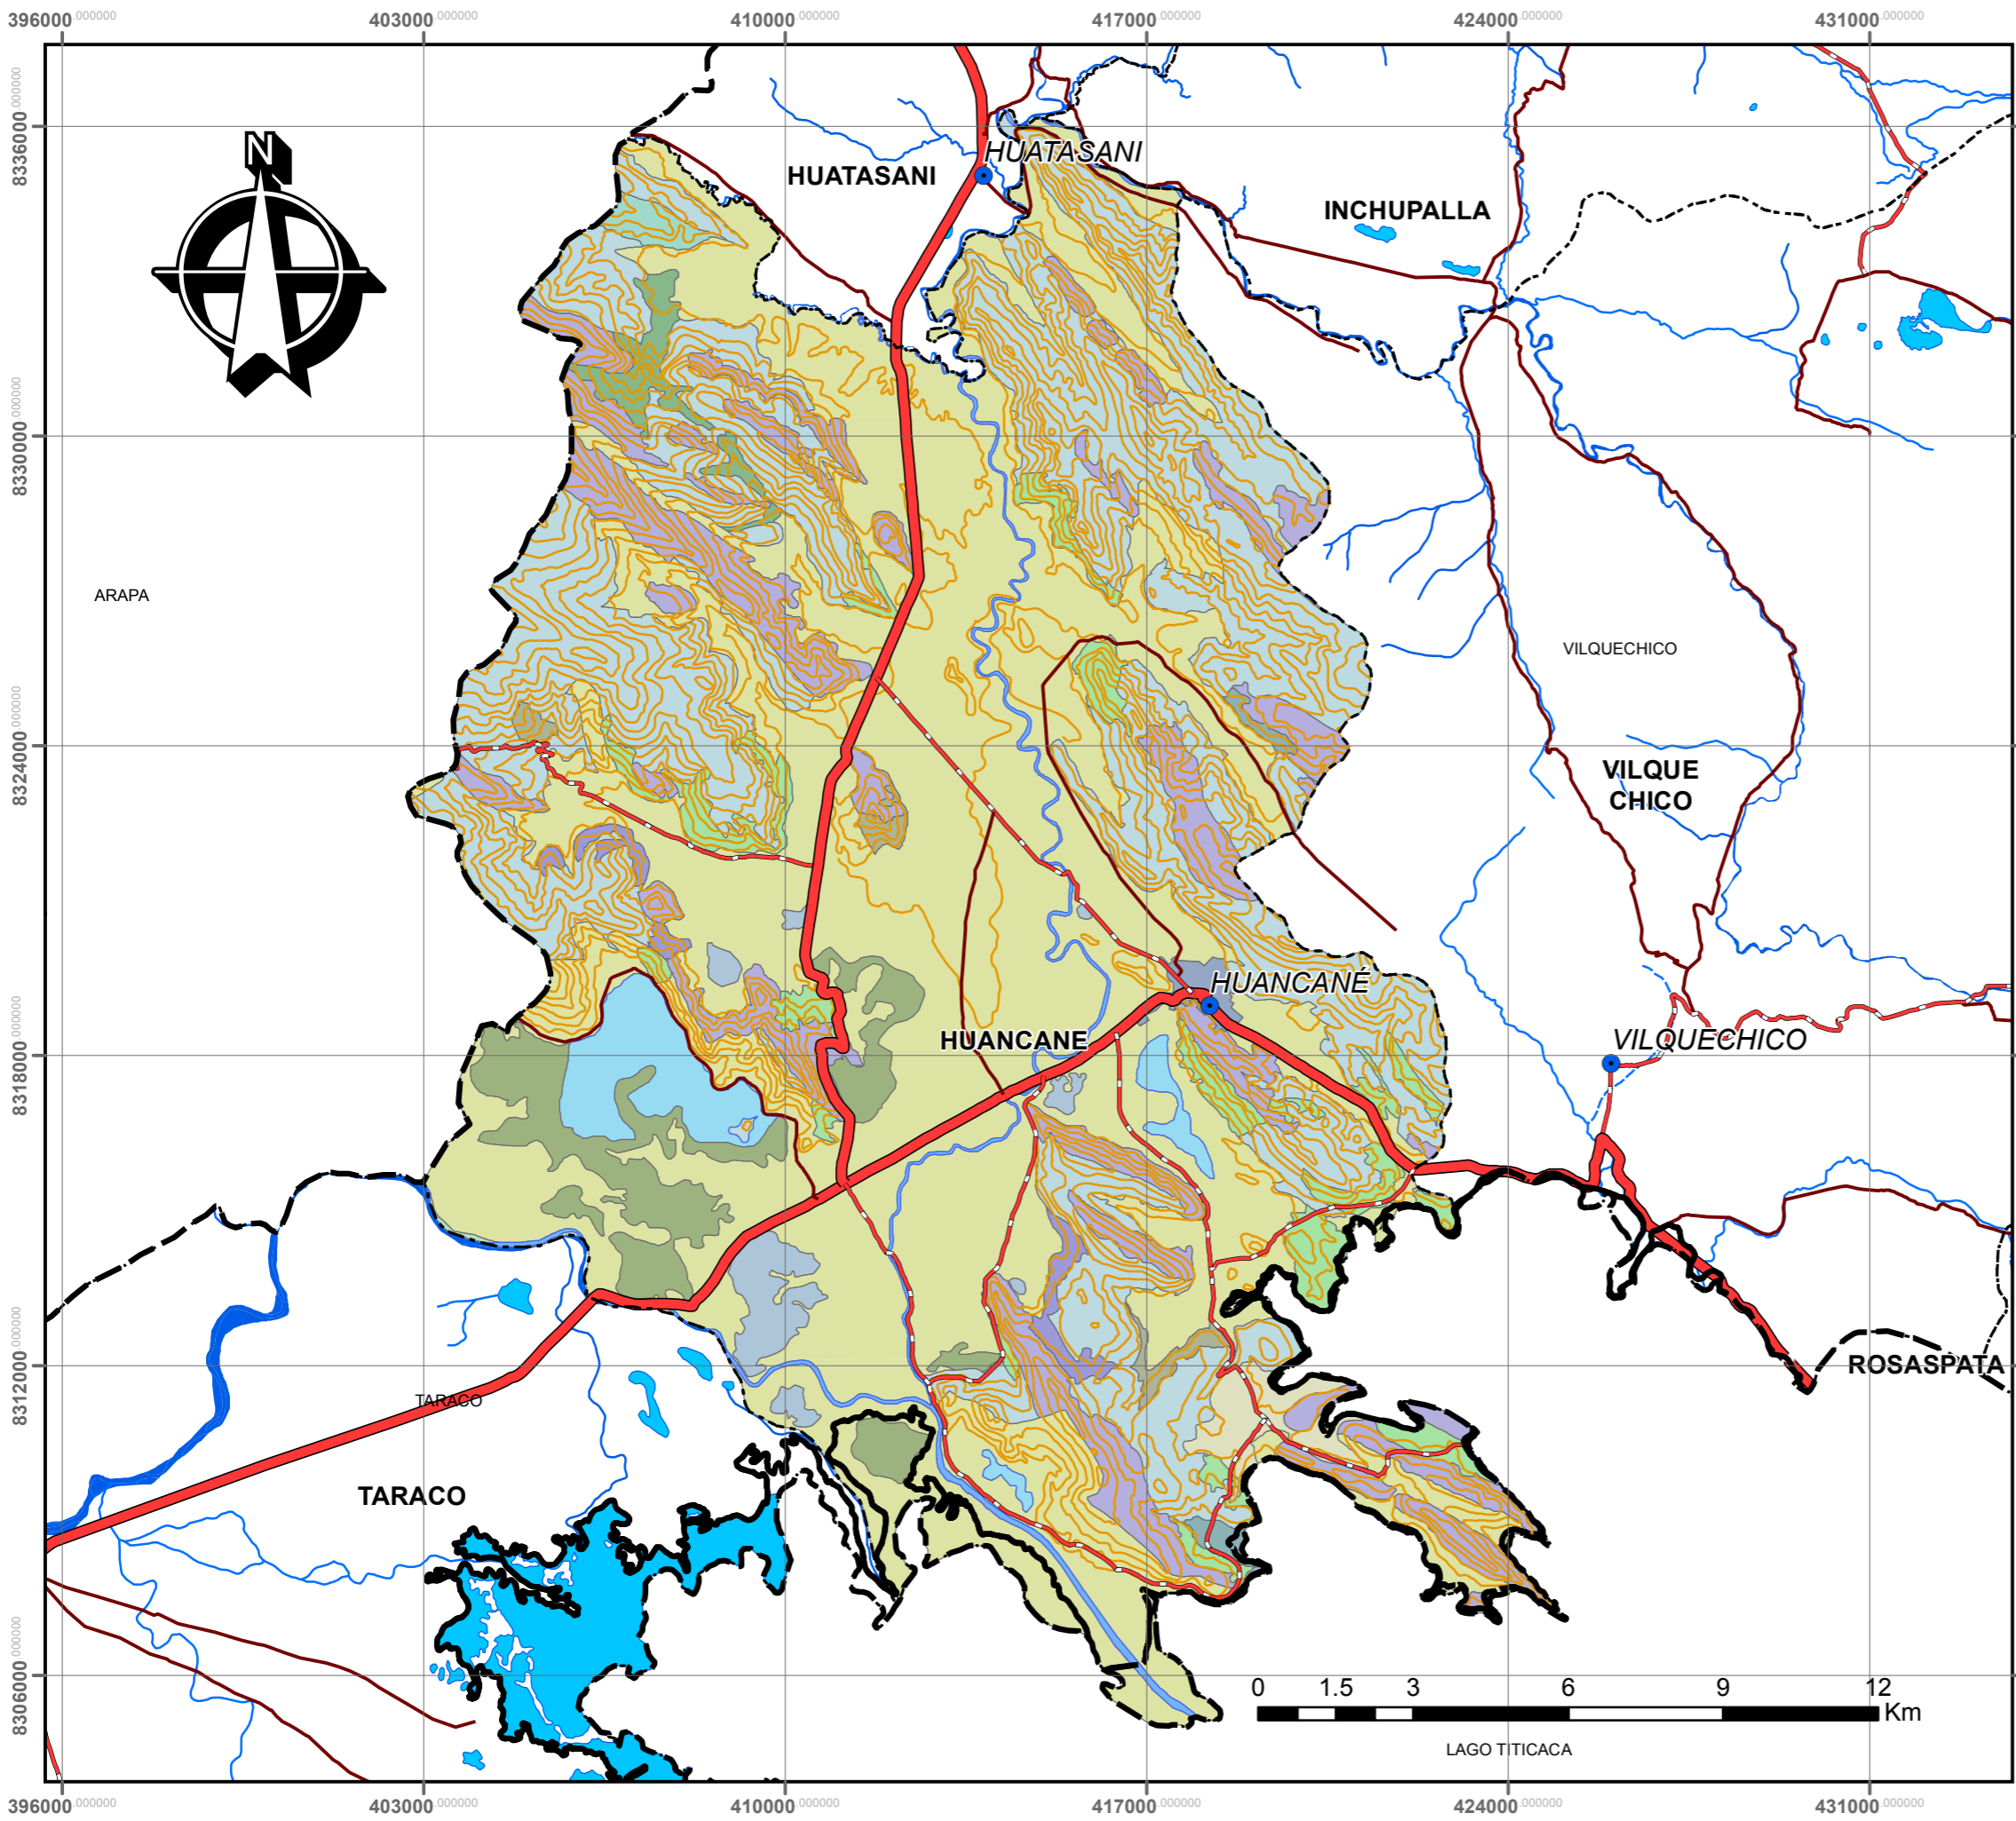 396000.000000 403000.000000 410000.000000 417000.000000 424000.000000 431000.000000
N
8336000.000000
HUATASANI
HUATASANI
INCHUPALLA
8330000.000000
ARAPA
VILQUECHICO
8324000.000000
VILQUE
CHICO
HUANCANÉ
HUANCANE
VILQUECHICO
8318000.000000
8312000.000000
ROSASPATA
TARACO
TARACO
8306000.000000
0 1.5 3 6 9 12
Km
LAGO TITICACA
396000.000000 403000.000000 410000.000000 417000.000000 424000.000000 431000.000000